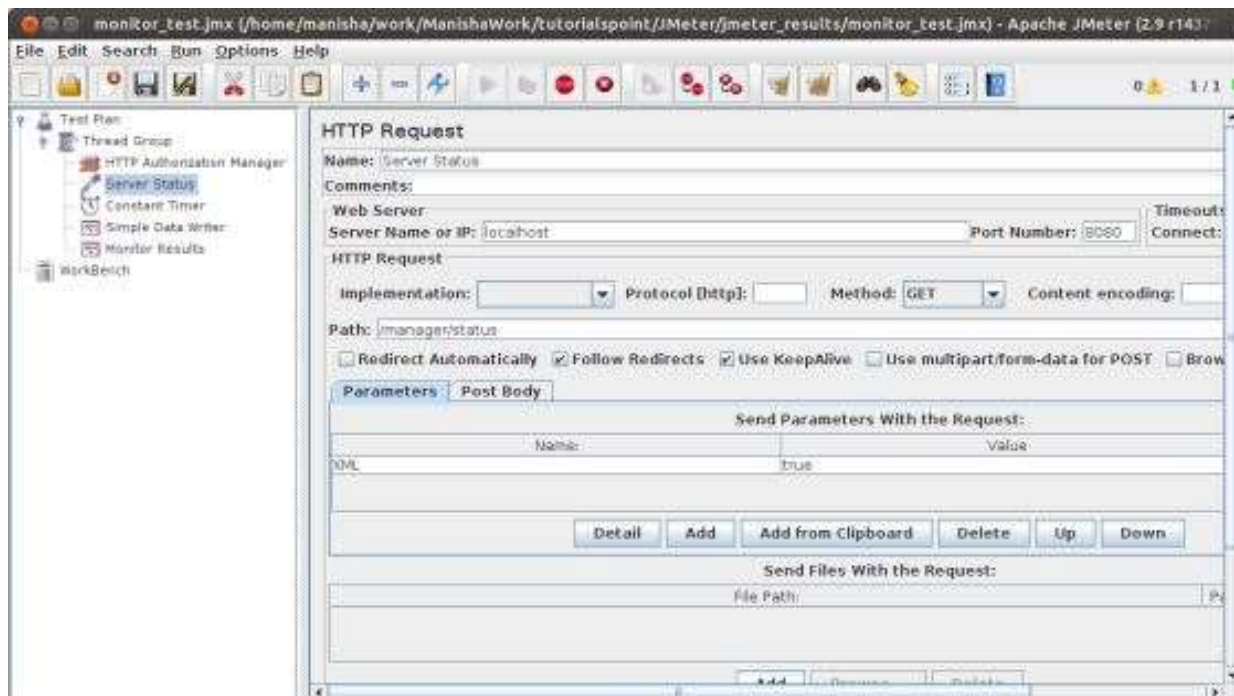 monitor_test.jmx (/home/manisha/work/ManishaWork/tutorialspoint/JMeter/jmeter_results/monitor_test.jmx) - Apache JMeter (2.9
File Edit Search Run Options Help
0 1 / 1
Test Plan
Thread Group
HTTP Authorization Manager
Server Status
Constant Timer
Simple Data Writer
Monitor Results
WorkBench
HTTP Request
Name: Server Status
Comments:
Web Server
Timeouts
Server Name or IP: localhost Port Number: 8080 Connect:
HTTP Request
Implementation: Protocol [http]: Method: GET Content encoding:
Path: /manager/status
Redirect Automatically Follow Redirects Use KeepAlive Use multipart/form-data for POST Brow
Parameters Post Body
Send Parameters With the Request:
Name: Value
XML true
Detail Add Add from Clipboard Delete Up Down
Send Files With the Request:
File Path:
Add Browse... Delete